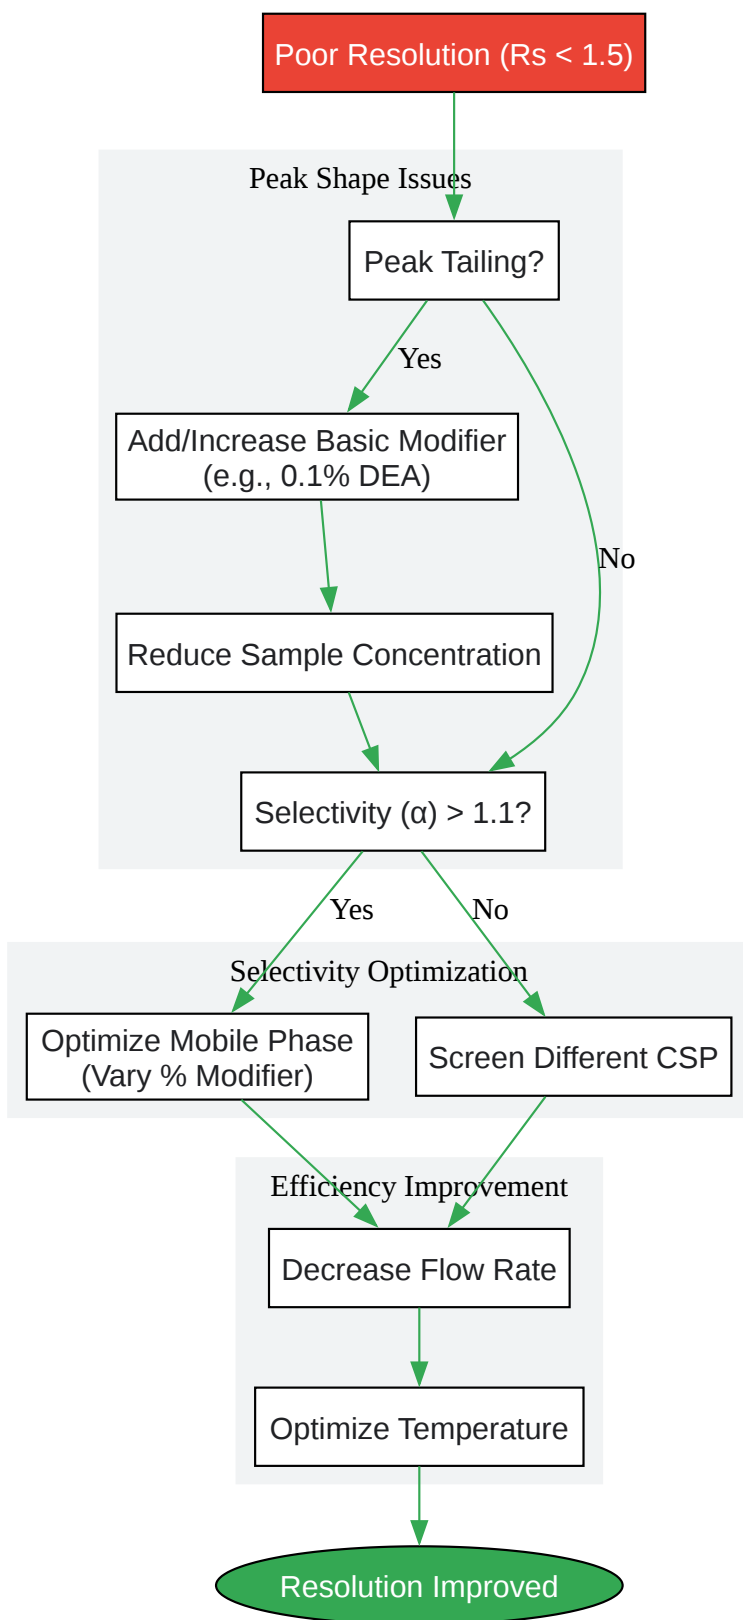 Poor Resolution (Rs < 1.5)
Peak Shape Issues
Peak Tailing?
Yes
Add/Increase Basic Modifier
(e.g., 0.1% DEA)
No
Reduce Sample Concentration
Selectivity (α) > 1.1?
Yes
No
Selectivity Optimization
Optimize Mobile Phase
(Vary % Modifier)
Screen Different CSP
Efficiency Improvement
Decrease Flow Rate
Optimize Temperature
Resolution Improved